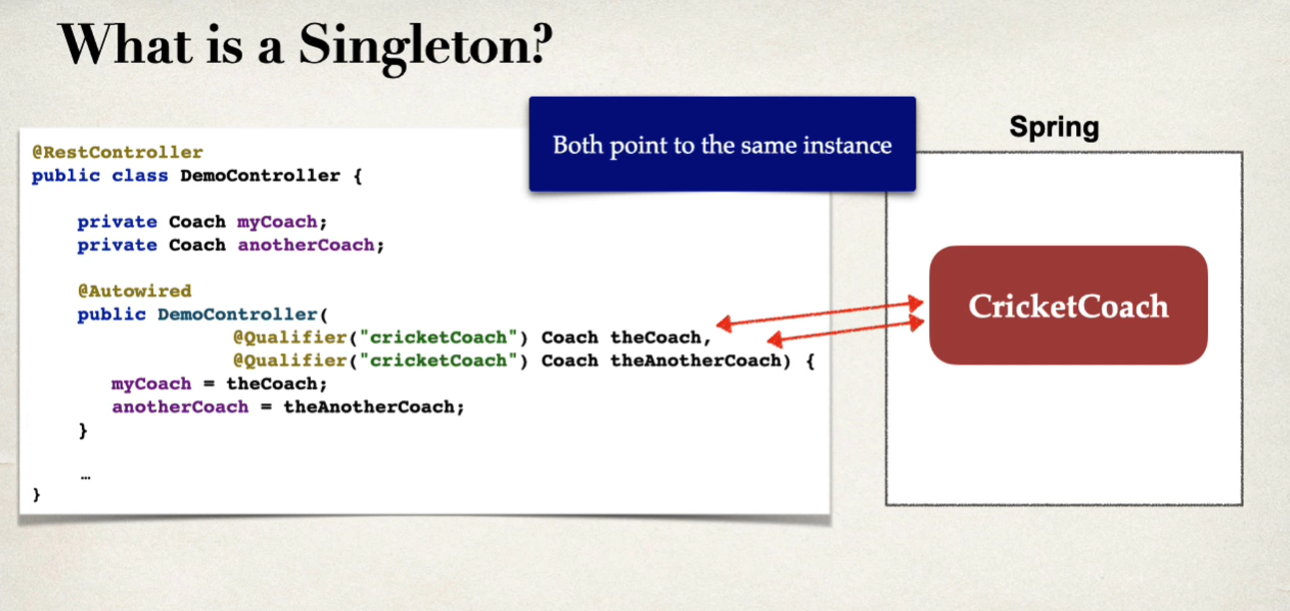 What is a Singleton?
Both point to the same instance
Spring
@RestController
public class DemoController {
private Coach myCoach;
private Coach anotherCoach;
@Autowired
public DemoController(
@Qualifier("cricketCoach") Coach theCoach,
@Qualifier("cricketCoach") Coach theAnotherCoach) {
myCoach = theCoach;
anotherCoach = theAnotherCoach;
}
…
}
CricketCoach